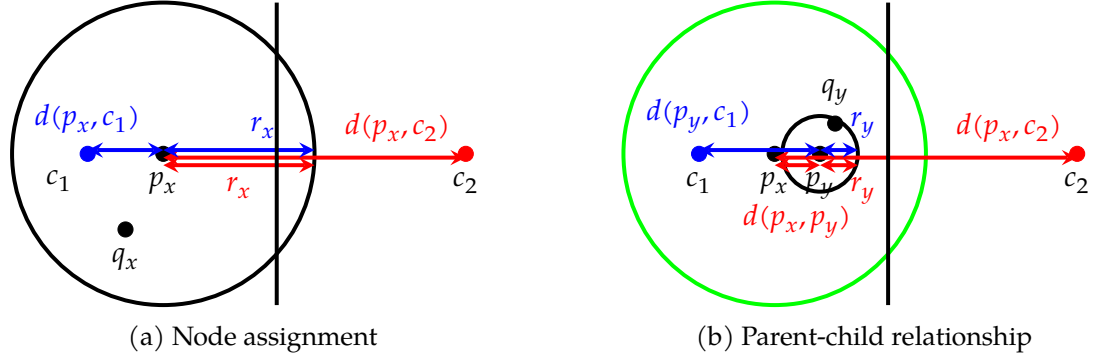 d(p_x, c_1)
r_x
d(p_x, c_2)
c_1
p_x
r_x
c_2
q_x
(a) Node assignment
q_y
d(p_y, c_1)
r_y
d(p_x, c_2)
c_1
p_x
p_y
r_y
c_2
d(p_x, p_y)
(b) Parent-child relationship